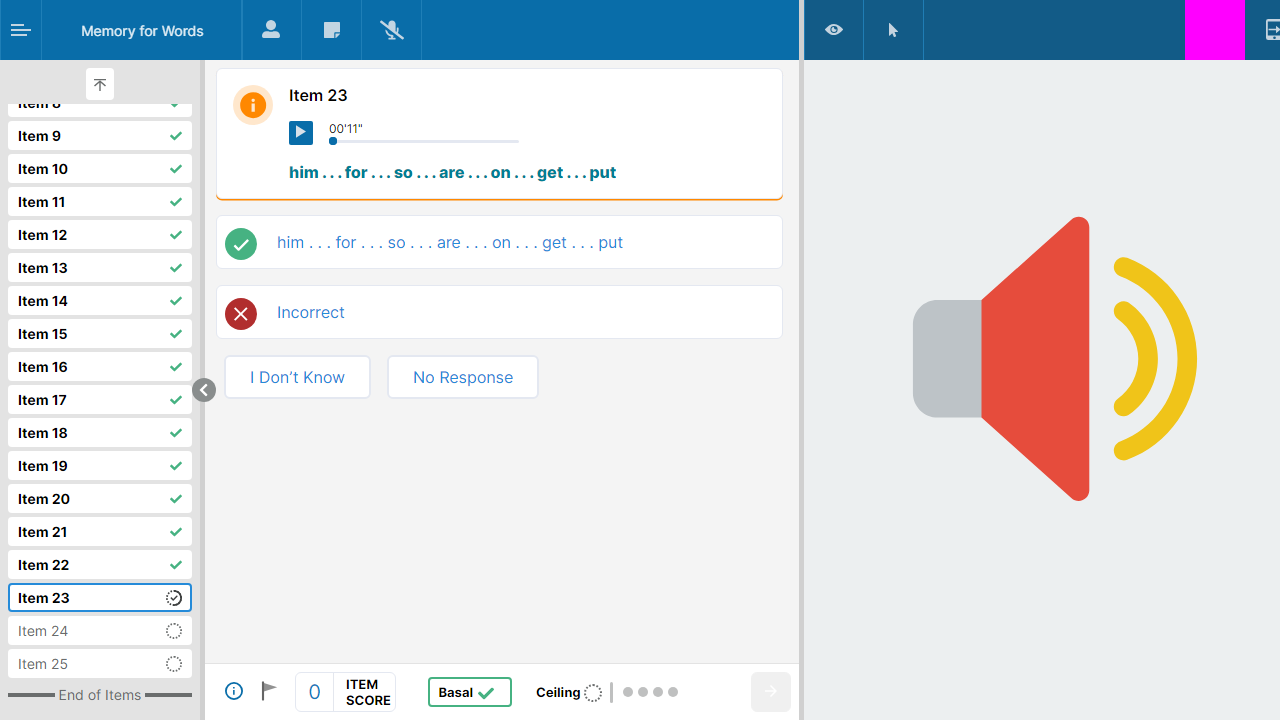 Memory for Words
Item 8
Item 9
Item 10
Item 11
Item 12
Item 13
Item 14
Item 15
Item 16
Item 17
Item 18
Item 19
Item 20
Item 21
Item 22
Item 23
Item 24
Item 25
End of Items
Item 23
00'11"
him . . . for . . . so . . . are . . . on . . . get . . . put
him . . . for . . . so . . . are . . . on . . . get . . . put
Incorrect
I Don’t Know
No Response
0
ITEM
SCORE
Basal
Ceiling